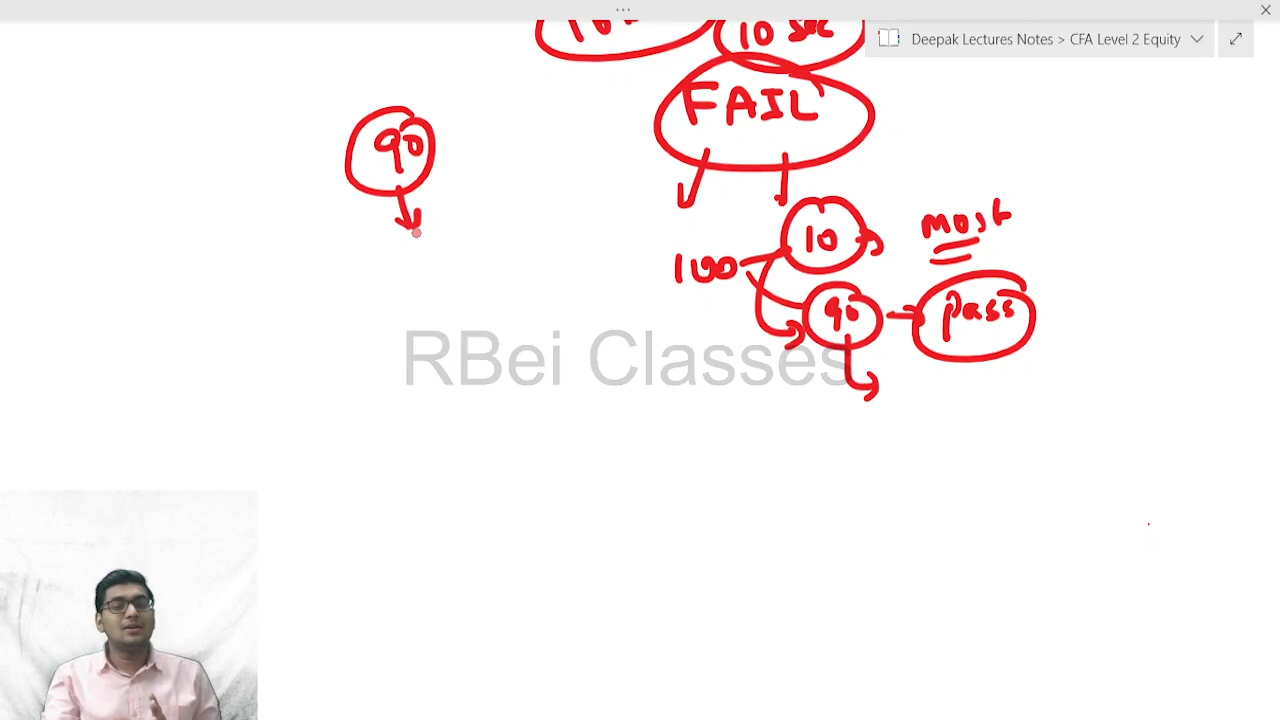 10 sec
Deepak Lectures Notes > CFA Level 2 Equity
FAIL
90
10
most
100
90
pass
RBei Classes